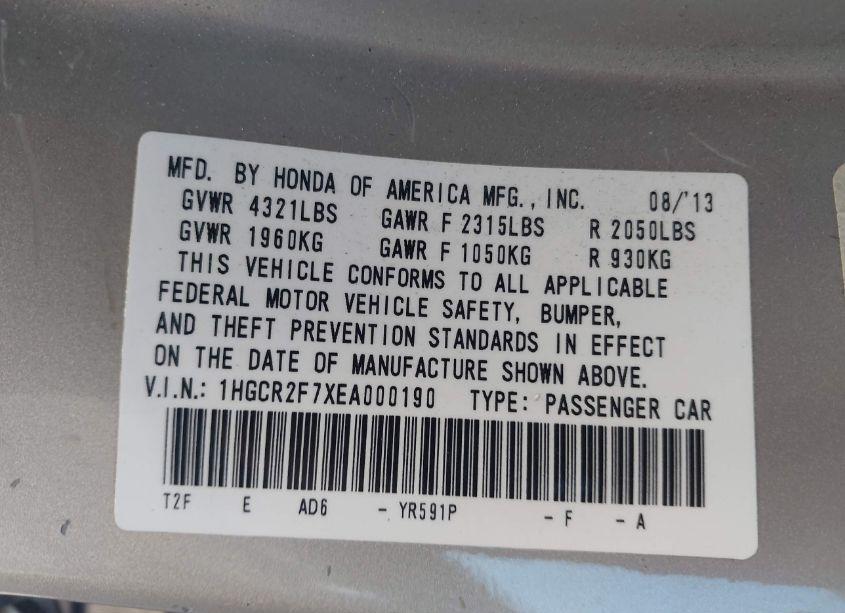 MFD. BY HONDA OF AMERICA MFG., INC. 08/'13
GVWR 4321LBS GAWR F 2315LBS R 2050LBS
GVWR 1960KG GAWR F 1050KG R 930KG
THIS VEHICLE CONFORMS TO ALL APPLICABLE
FEDERAL MOTOR VEHICLE SAFETY, BUMPER,
AND THEFT PREVENTION STANDARDS IN EFFECT
ON THE DATE OF MANUFACTURE SHOWN ABOVE.
V.I.N.: 1HGCR2F7XEA000190 TYPE: PASSENGER CAR
T2F E AD6 - YR591P - F - A